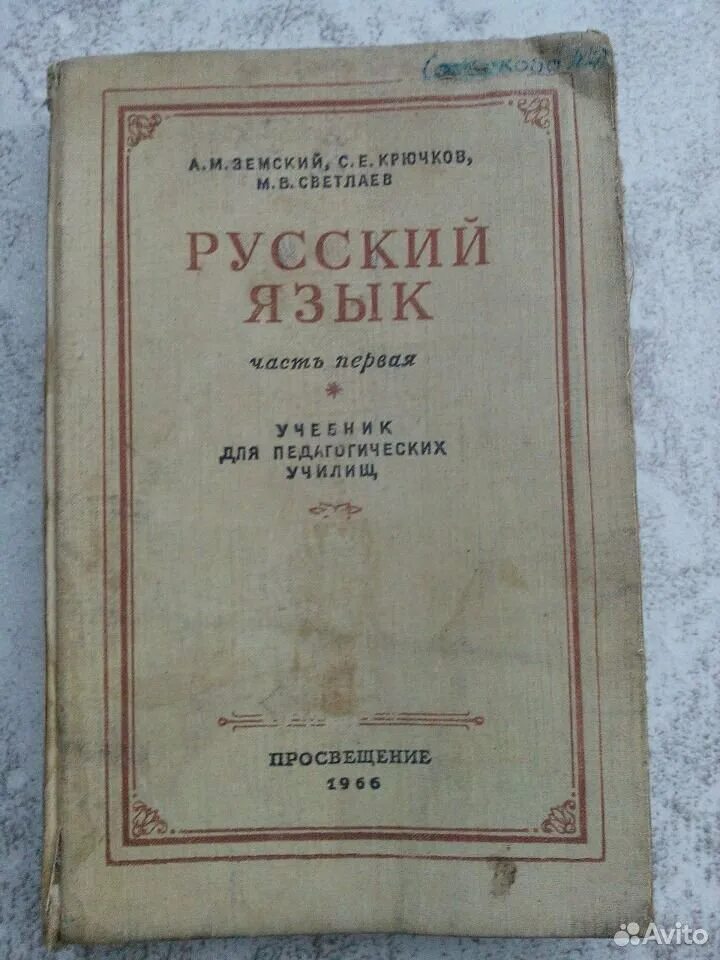 А.М.ЗЕМСКИЙ, С.Е.КРЮЧКОВ,
М.В.СВЕТЛАЕВ
РУССКИЙ
ЯЗЫК
часть первая
УЧЕБНИК
ДЛЯ ПЕДАГОГИЧЕСКИХ
УЧИЛИЩ
ПРОСВЕЩЕНИЕ
1966
Avito